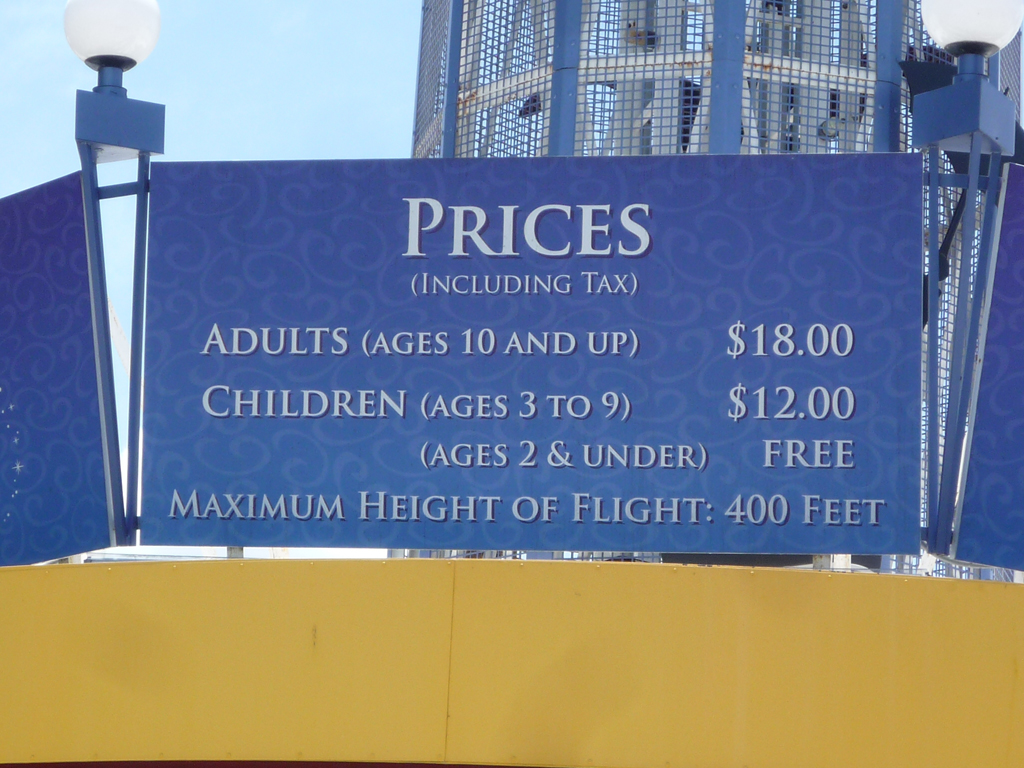 PRICES
(INCLUDING TAX)
ADULTS (AGES 10 AND UP) $18.00
CHILDREN (AGES 3 TO 9) $12.00
(AGES 2 & UNDER) FREE
MAXIMUM HEIGHT OF FLIGHT: 400 FEET